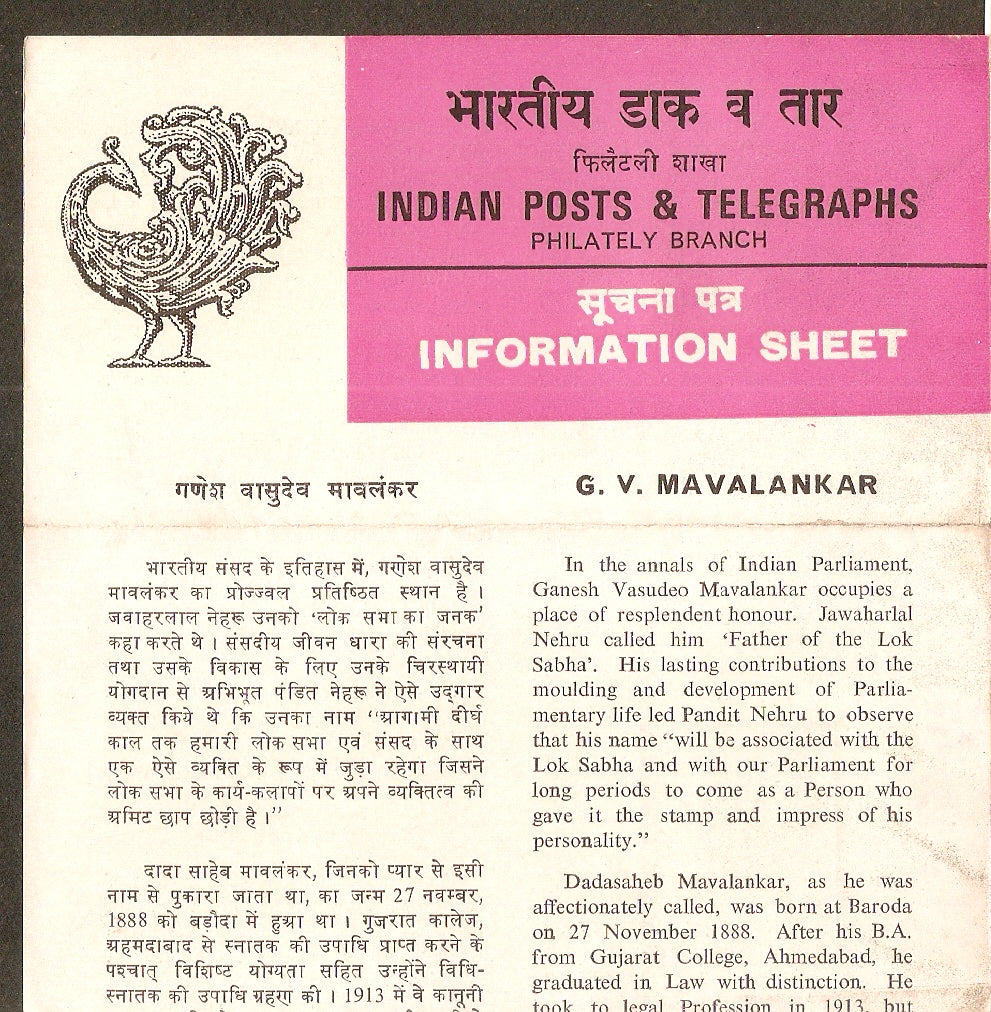 भारतीय डाक व तार
फिलैटली शाखा
INDIAN POSTS & TELEGRAPHS
PHILATELY BRANCH
सूचना पत्र
INFORMATION SHEET
गणेश वासुदेव मावलंकर
भारतीय संसद के इतिहास में, गणेश वासुदेव
मावलंकर का प्रोज्ज्वल प्रतिष्ठित स्थान है ।
जवाहरलाल नेहरू उनको ‘लोक सभा का जनक’
कहा करते थे । संसदीय जीवन धारा की संरचना
तथा उसके विकास के लिए उनके चिरस्थायी
योगदान से अभिभूत पंडित नेहरू ने ऐसे उद्‌गार
व्यक्त किये थे कि उनका नाम “आगामी दीर्घ
काल तक हमारी लोक सभा एवं संसद के साथ
एक ऐसे व्यक्ति के रूप में जुड़ा रहेगा जिसने
लोक सभा के कार्य-कलापों पर अपने व्यक्तित्व की
अमिट छाप छोड़ी है ।”
दादा साहेब मावलंकर, जिनको प्यार से इसी
नाम से पुकारा जाता था, का जन्म 27 नवम्बर,
1888 को बड़ौदा में हुआ था । गुजरात कालेज,
अहमदाबाद से स्नातक की उपाधि प्राप्त करने के
पश्चात् विशिष्ट योग्यता सहित उन्होंने विधि-
स्नातक की उपाधि ग्रहण की । 1913 में वे कानूनी
G. V. MAVALANKAR
In the annals of Indian Parliament,
Ganesh Vasudeo Mavalankar occupies a
place of resplendent honour. Jawaharlal
Nehru called him ‘Father of the Lok
Sabha’. His lasting contributions to the
moulding and development of Parlia-
mentary life led Pandit Nehru to observe
that his name “will be associated with the
Lok Sabha and with our Parliament for
long periods to come as a Person who
gave it the stamp and impress of his
personality.”
Dadasaheb Mavalankar, as he was
affectionately called, was born at Baroda
on 27 November 1888. After his B.A.
from Gujarat College, Ahmedabad, he
graduated in Law with distinction. He
took to legal Profession in 1913, but